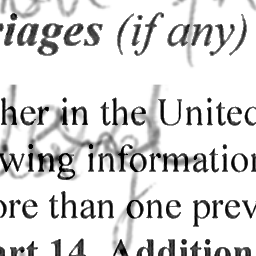 riages (if any)
her in the United
wing information
ore than one prev
art 14. Addition